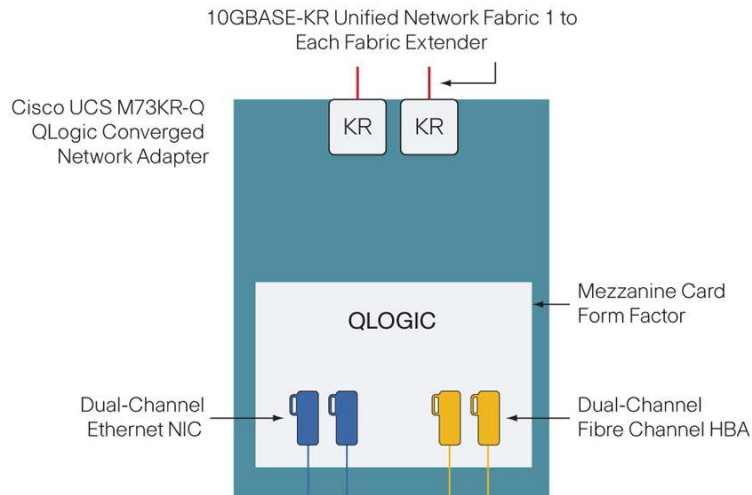 10GBASE-KR Unified Network Fabric 1 to
Each Fabric Extender
Cisco UCS M73KR-Q
QLogic Converged
Network Adapter
KR
KR
Mezzanine Card
Form Factor
QLOGIC
Dual-Channel
Ethernet NIC
Dual-Channel
Fibre Channel HBA